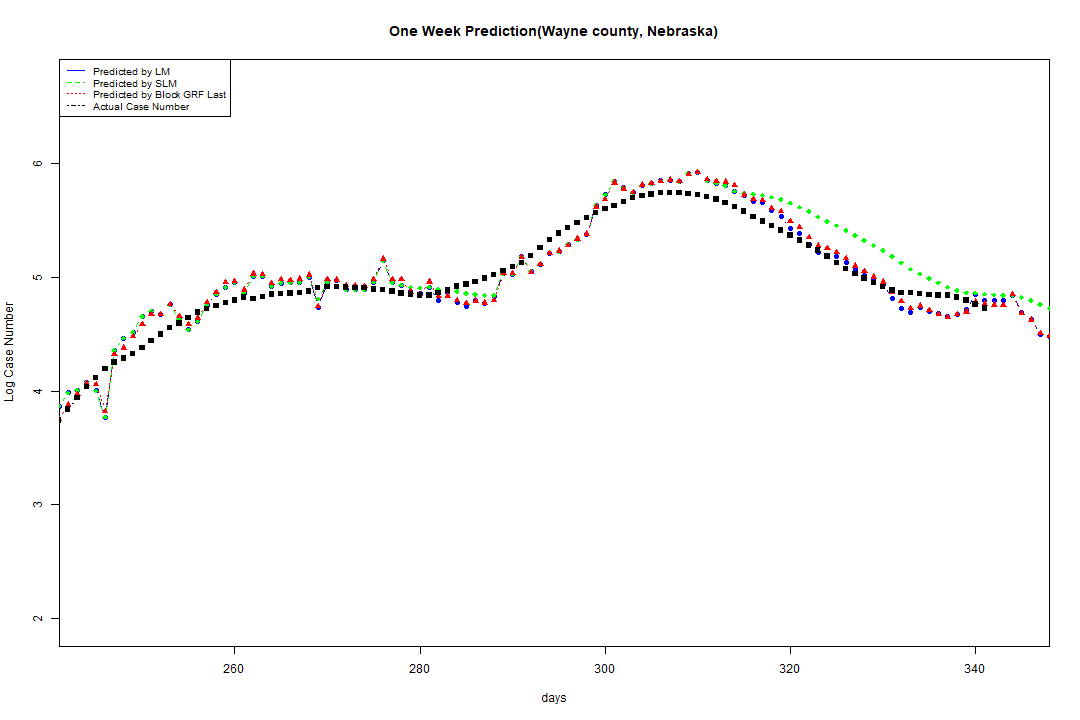 One Week Prediction(Wayne county, Nebraska)
Predicted by LM
Predicted by SLM
Predicted by Block GRF Last
Actual Case Number
6
5
4
3
2
Log Case Number
260 280 300 320 340
days